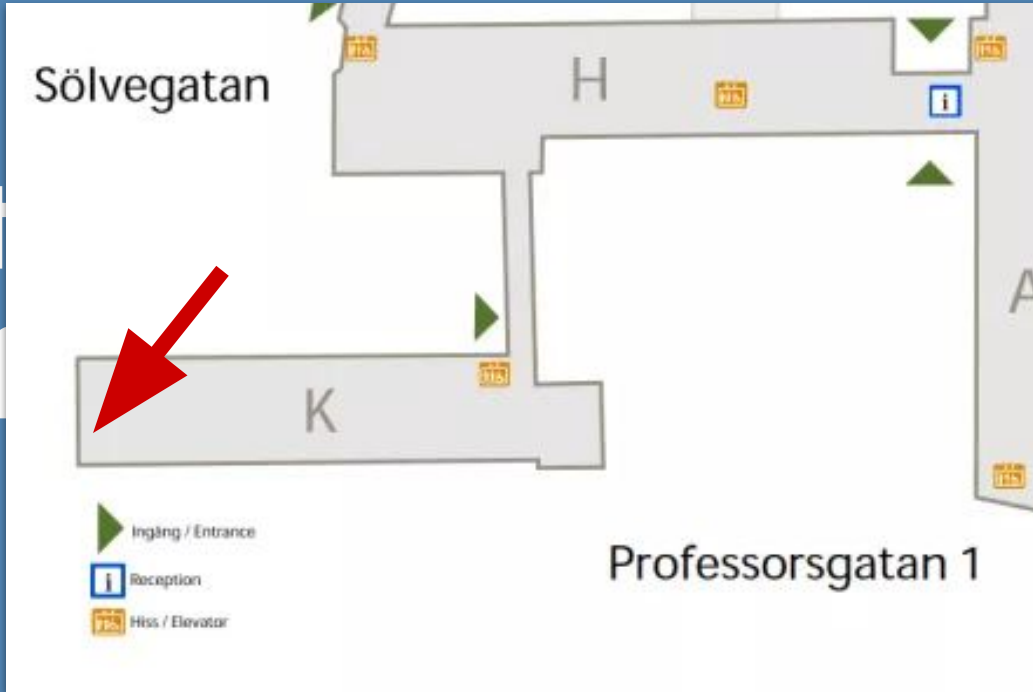 Sölvegatan
H
i
A
K
Ingång / Entrance
i Reception
Hiss / Elevator
Professorsgatan 1